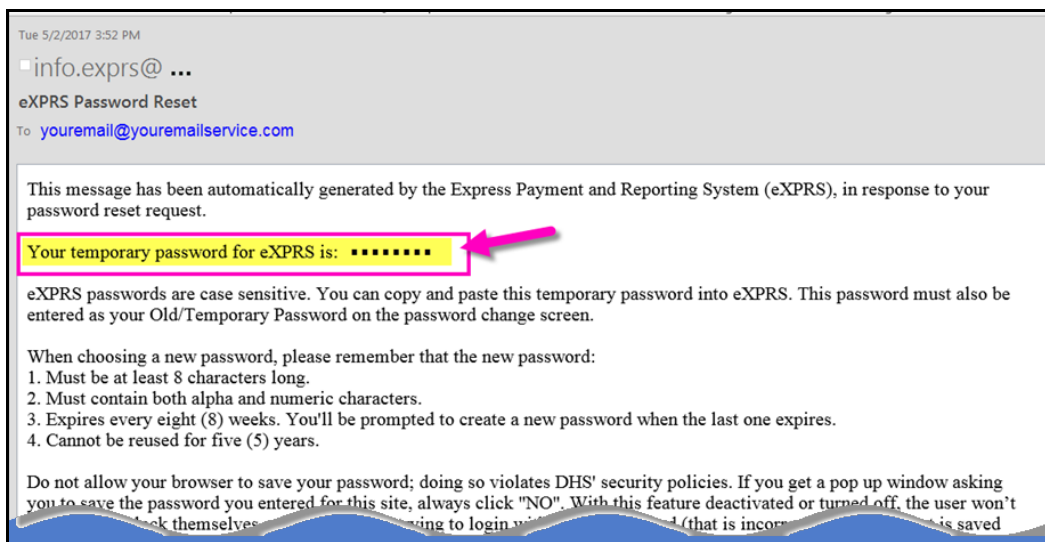 Tue 5/2/2017 3:52 PM
info.exprs@ ...
eXPRS Password Reset
To youremail@youremailservice.com
This message has been automatically generated by the Express Payment and Reporting System (eXPRS), in response to your
password reset request.
Your temporary password for eXPRS is: ▪▪▪▪▪▪▪▪
eXPRS passwords are case sensitive. You can copy and paste this temporary password into eXPRS. This password must also be
entered as your Old/Temporary Password on the password change screen.
When choosing a new password, please remember that the new password:
1. Must be at least 8 characters long.
2. Must contain both alpha and numeric characters.
3. Expires every eight (8) weeks. You'll be prompted to create a new password when the last one expires.
4. Cannot be reused for five (5) years.
Do not allow your browser to save your password; doing so violates DHS' security policies. If you get a pop up window asking
you to save the password you entered for this site, always click "NO". With this feature deactivated or turned off, the user won't
themselves to login (that is is saved